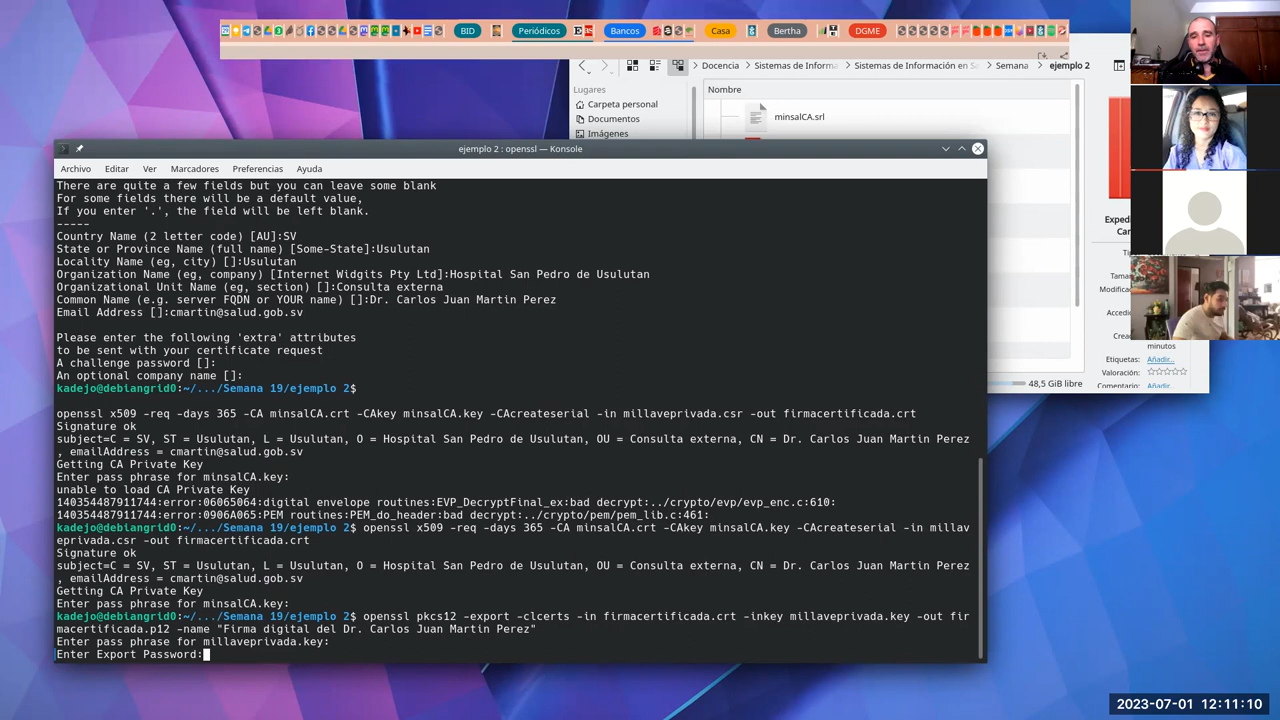 BID
Periódicos
Bancos
Casa
Bertha
DGME
Docencia
Sistemas de Informa
Sistemas de Información en Sa
Semana
ejemplo 2
Lugares
Carpeta personal
Documentos
Imágenes
Nombre
minsalCA.srl
ejemplo 2 : openssl — Konsole
Archivo Editar Ver Marcadores Preferencias Ayuda
There are quite a few fields but you can leave some blank
For some fields there will be a default value,
If you enter '.', the field will be left blank.
-----
Country Name (2 letter code) [AU]:SV
State or Province Name (full name) [Some-State]:Usulutan
Locality Name (eg, city) []:Usulutan
Organization Name (eg, company) [Internet Widgits Pty Ltd]:Hospital San Pedro de Usulutan
Organizational Unit Name (eg, section) []:Consulta externa
Common Name (e.g. server FQDN or YOUR name) []:Dr. Carlos Juan Martin Perez
Email Address []:cmartin@salud.gob.sv
Please enter the following 'extra' attributes
to be sent with your certificate request
A challenge password []:
An optional company name []:
kadejo@debiangrid0:~/.../Semana 19/ejemplo 2$
openssl x509 -req -days 365 -CA minsalCA.crt -CAkey minsalCA.key -CAcreateserial -in millaveprivada.csr -out firmacertificada.crt
Signature ok
subject=C = SV, ST = Usulutan, L = Usulutan, O = Hospital San Pedro de Usulutan, OU = Consulta externa, CN = Dr. Carlos Juan Martin Perez
, emailAddress = cmartin@salud.gob.sv
Getting CA Private Key
Enter pass phrase for minsalCA.key:
unable to load CA Private Key
140354487911744:error:06065064:digital envelope routines:EVP_DecryptFinal_ex:bad decrypt:../crypto/evp/evp_enc.c:610:
140354487911744:error:0906A065:PEM routines:PEM_do_header:bad decrypt:../crypto/pem/pem_lib.c:461:
kadejo@debiangrid0:~/.../Semana 19/ejemplo 2$ openssl x509 -req -days 365 -CA minsalCA.crt -CAkey minsalCA.key -CAcreateserial -in millav
eprivada.csr -out firmacertificada.crt
Signature ok
subject=C = SV, ST = Usulutan, L = Usulutan, O = Hospital San Pedro de Usulutan, OU = Consulta externa, CN = Dr. Carlos Juan Martin Perez
, emailAddress = cmartin@salud.gob.sv
Getting CA Private Key
Enter pass phrase for minsalCA.key:
kadejo@debiangrid0:~/.../Semana 19/ejemplo 2$ openssl pkcs12 -export -clcerts -in firmacertificada.crt -inkey millaveprivada.key -out fir
macertificada.p12 -name "Firma digital del Dr. Carlos Juan Martin Perez"
Enter pass phrase for millaveprivada.key:
Enter Export Password:
Exped
Car
Tama
Modifica
Accedi
Crea
minutos
Etiquetas: Añadir...
Valoración:
Comentario: Añadir...
48,5 GiB libre
2023-07-01 12:11:10